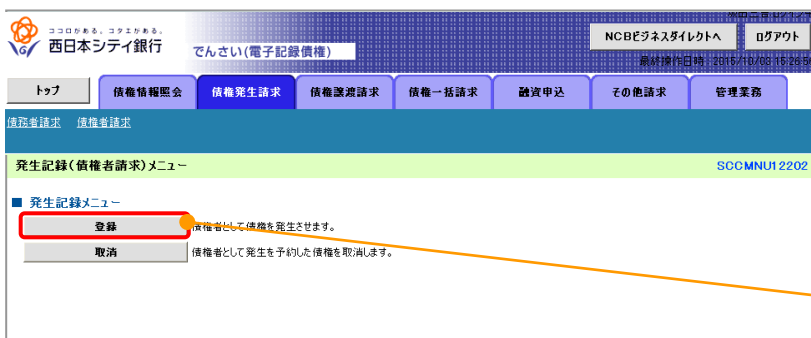 ココロがある。コタエがある。
西日本シティ銀行
でんさい(電子記録債権)
NCBビジネスダイレクトへ
ログアウト
最終操作日時：2015/10/03 15:26:5
トップ
債権情報照会
債権発生請求
債権譲渡請求
債権一括請求
融資申込
その他請求
管理業務
債務者請求 債権者請求
発生記録(債権者請求)メニュー
SCCMNU12202
■ 発生記録メニュー
登録
債権者として債権を発生させます。
取消
債権者として発生を予約した債権を取消します。